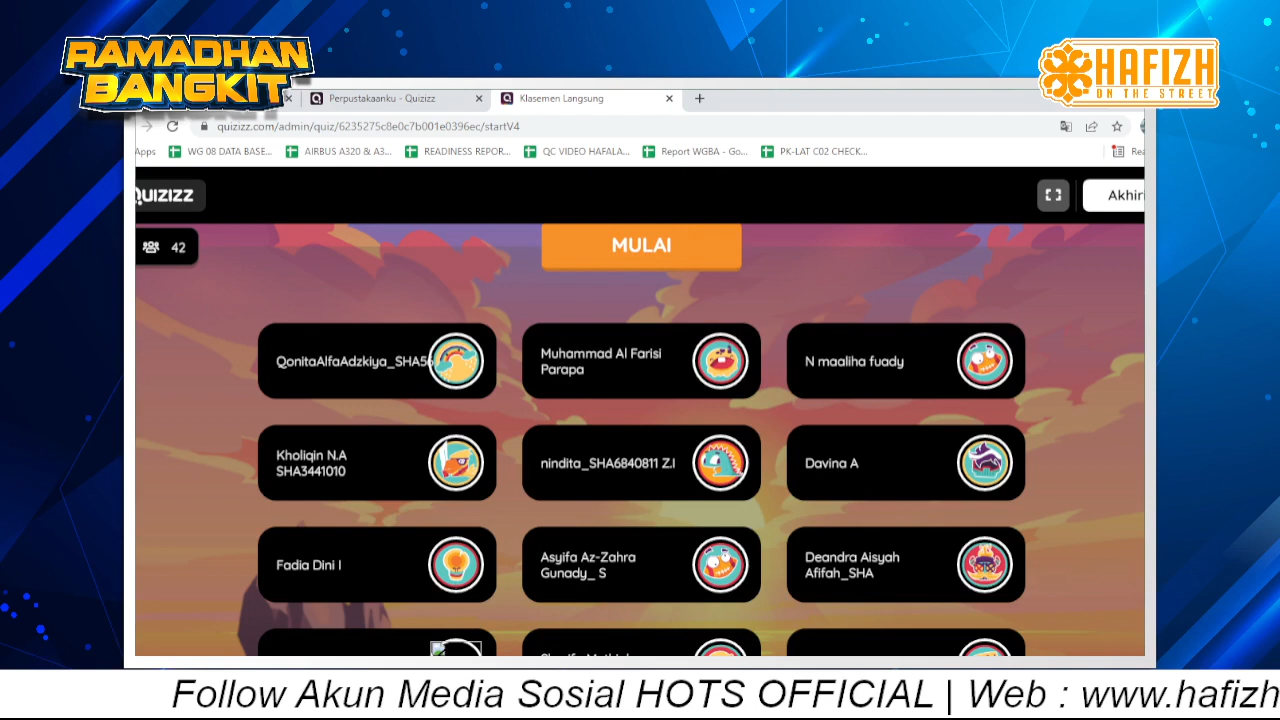 RAMADHAN
BANGKIT
HAFIZH
ON THE STREET
Perpustakaanku - Quizizz
Klasemen Langsung
quizizz.com/admin/quiz/6235275c8e0c7b001e0396ec/startV4
Apps WG 08 DATA BASE... AIRBUS A320 & A3... READINESS REPOR... QC VIDEO HAFALA... Report WGBA - Go... PK-LAT C02 CHECK... Rea
QUIZIZZ
Akhiri
42
MULAI
QonitaAlfaAdzkiya_SHA56
Muhammad Al Farisi
Parapa
N maaliha fuady
Kholiqin N.A
SHA3441010
nindita_SHA6840811 Z.I
Davina A
Fadia Dini I
Asyifa Az-Zahra
Gunady_ S
Deandra Aisyah
Afifah_SHA
Follow Akun Media Sosial HOTS OFFICIAL | Web : www.hafizh